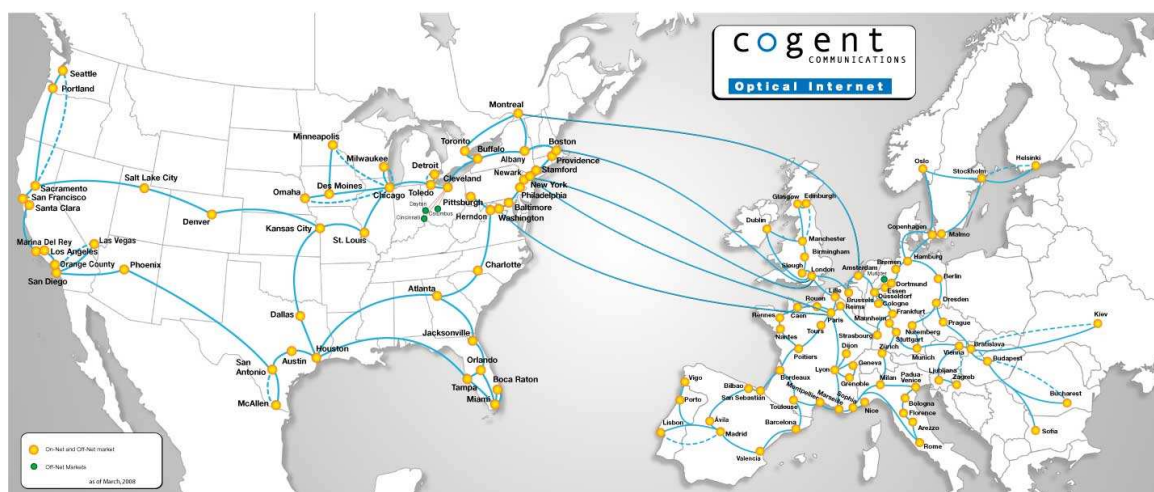 cogent
COMMUNICATIONS
Optical Internet
Seattle
Portland
Sacramento
San Francisco
Santa Clara
Marina Del Rey
Los Angeles
Orange County
San Diego
Las Vegas
Phoenix
Salt Lake City
Denver
Minneapolis
Milwaukee
Omaha
Des Moines
Chicago
Kansas City
St. Louis
Dallas
San
Antonio
Austin
Houston
McAllen
Atlanta
Charlotte
Jacksonville
Orlando
Tampa
Boca Raton
Miami
Montreal
Toronto
Buffalo
Albany
Boston
Providence
Stamford
Newark
New York
Philadelphia
Baltimore
Washington
Herndon
Pittsburgh
Detroit
Cleveland
Toledo
Dayton
Columbus
Cincinnati
Oslo
Stockholm
Helsinki
Copenhagen
Malmo
Hamburg
Glasgow
Edinburgh
Dublin
Manchester
Birmingham
Slough
London
Amsterdam
Bremen
Munster
Dortmund
Essen
Düsseldorf
Cologne
Berlin
Dresden
Frankfurt
Lille
Brussels
Rouen
Caen
Paris
Rennes
Nantes
Tours
Poitiers
Mannheim
Strasbourg
Nuremberg
Stuttgart
Prague
Kiev
Munich
Vienna
Bratislava
Budapest
Zurich
Dijon
Geneva
Lyon
Grenoble
Milan
Padua-
Venice
Ljubljana
Zagreb
Bucharest
Sofia
Bordeaux
Montpellier
Marseille
Sophia
Nice
Bologna
Florence
Arezzo
Rome
Toulouse
Barcelona
Valencia
Vigo
Porto
Lisbon
Bilbao
San Sebastián
Ávila
Madrid
On-Net and Off-Net market
Off-Net Markets
as of March,2008